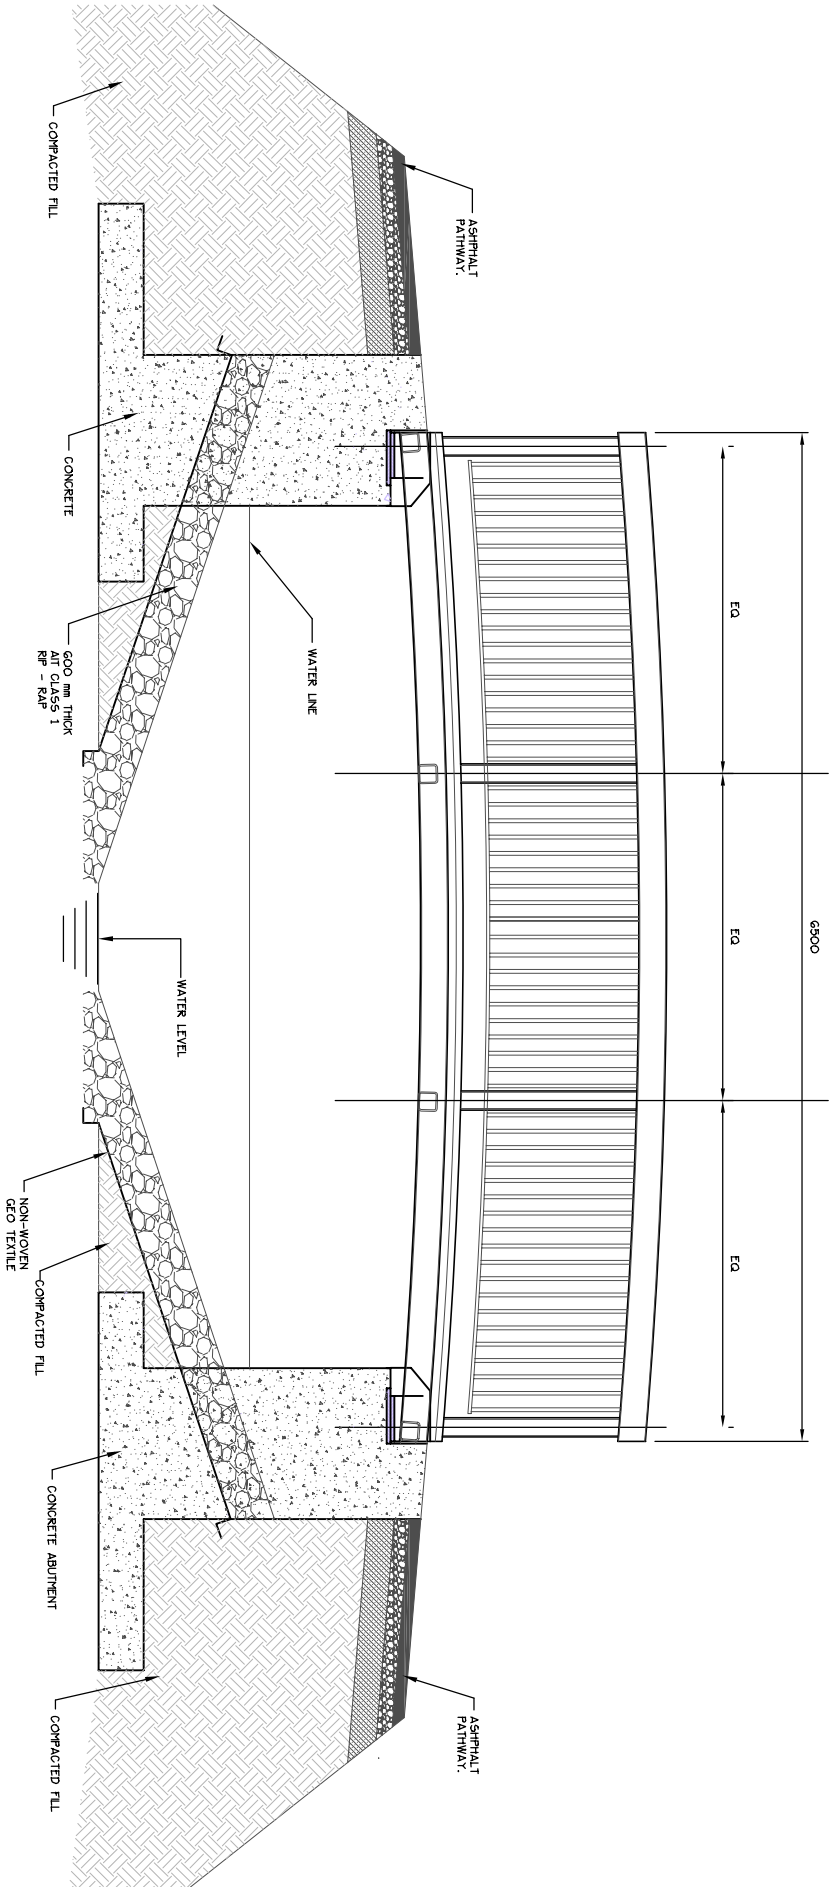 6500
EQ
EQ
EQ
ASHPHALT
PATHWAY.
ASHPHALT
PATHWAY.
WATER LINE
WATER LEVEL
COMPACTED FILL
CONCRETE
600 mm THICK
AIT CLASS 1
RIP - RAP
NON-WOVEN
GEO TEXTILE
COMPACTED FILL
CONCRETE ABUTMENT
COMPACTED FILL